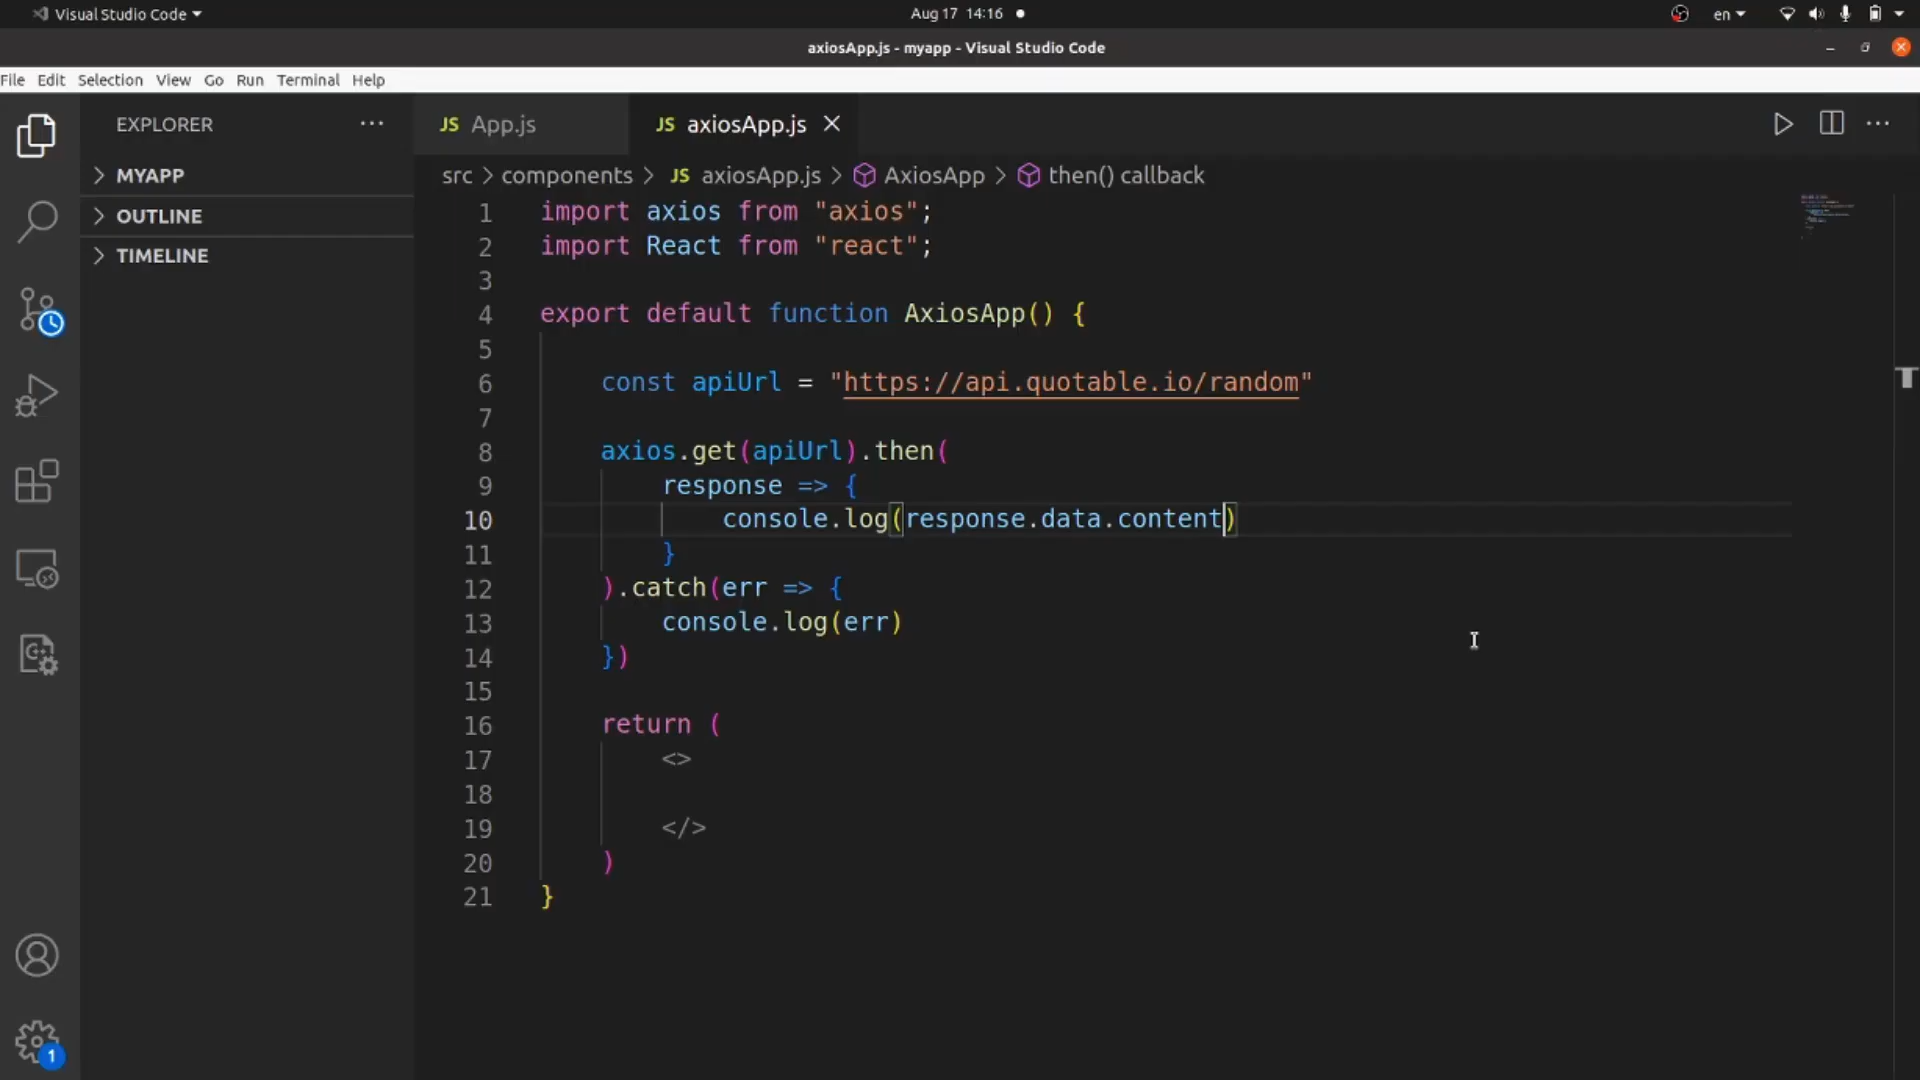 Visual Studio Code
Aug 17 14:16
en
axiosApp.js - myapp - Visual Studio Code
File Edit Selection View Go Run Terminal Help
EXPLORER
MYAPP
OUTLINE
TIMELINE
JS App.js
JS axiosApp.js
src > components > JS axiosApp.js > AxiosApp > then() callback
1 import axios from "axios";
2 import React from "react";
3
4 export default function AxiosApp() {
5
6 const apiUrl = "https://api.quotable.io/random"
7
8 axios.get(apiUrl).then(
9 response => {
10 console.log(response.data.content)
11 }
12 ).catch(err => {
13 console.log(err)
14 })
15
16 return (
17 <>
18
19 </>
20 )
21 }
1